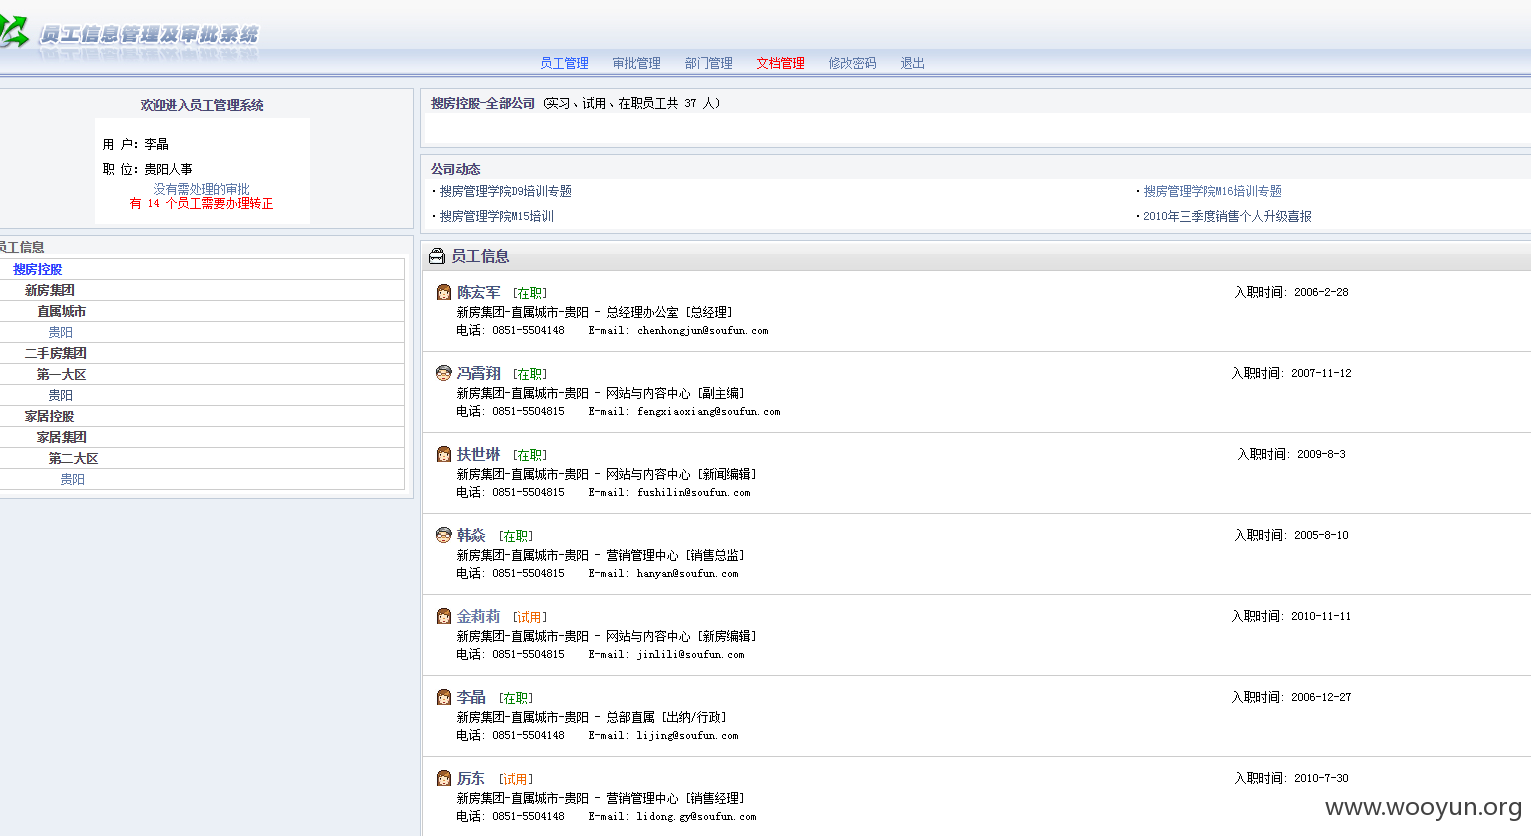 员工信息管理及审批系统
员工管理 审批管理 部门管理 文档管理 修改密码 退出
欢迎进入员工管理系统
用 户: 李晶
职 位: 贵阳人事
没有需处理的审批
有 14 个员工需要办理转正
员工信息
搜房控股
新房集团
直属城市
贵阳
二手房集团
第一大区
贵阳
家居控股
家居集团
第二大区
贵阳
搜房控股-全部公司 (实习、试用、在职员工共 37 人)
公司动态
·搜房管理学院D9培训专题 ·搜房管理学院M16培训专题
·搜房管理学院M15培训 ·2010年三季度销售个人升级喜报
员工信息
陈宏军 [在职] 入职时间: 2006-2-28
新房集团-直属城市-贵阳 - 总经理办公室 [总经理]
电话: 0851-5504148 E-mail: chenhongjun@soufun.com
冯霄翔 [在职] 入职时间: 2007-11-12
新房集团-直属城市-贵阳 - 网站与内容中心 [副主编]
电话: 0851-5504815 E-mail: fengxiaoxiang@soufun.com
扶世琳 [在职] 入职时间: 2009-8-3
新房集团-直属城市-贵阳 - 网站与内容中心 [新闻编辑]
电话: 0851-5504815 E-mail: fushilin@soufun.com
韩焱 [在职] 入职时间: 2005-8-10
新房集团-直属城市-贵阳 - 营销管理中心 [销售总监]
电话: 0851-5504815 E-mail: hanyan@soufun.com
金莉莉 [试用] 入职时间: 2010-11-11
新房集团-直属城市-贵阳 - 网站与内容中心 [新房编辑]
电话: 0851-5504815 E-mail: jinlili@soufun.com
李晶 [在职] 入职时间: 2006-12-27
新房集团-直属城市-贵阳 - 总部直属 [出纳/行政]
电话: 0851-5504148 E-mail: lijing@soufun.com
厉东 [试用] 入职时间: 2010-7-30
新房集团-直属城市-贵阳 - 营销管理中心 [销售经理]
电话: 0851-5504148 E-mail: lidong.gy@soufun.com
www.wooyun.org